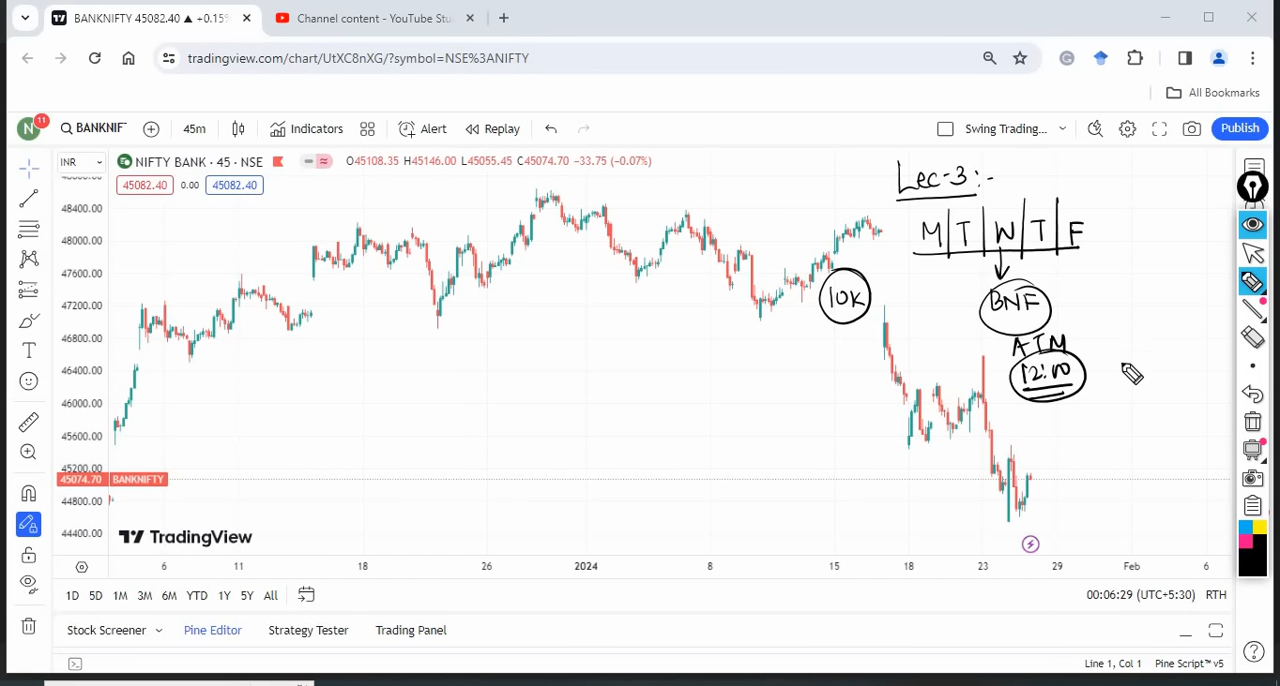 BANKNIFTY 45082.40 ▲ +0.15%
Channel content - YouTube Stu
tradingview.com/chart/UtXC8nXG/?symbol=NSE%3ANIFTY
All Bookmarks
N
11
BANKNIF
45m
Indicators
Alert
Replay
Swing Trading...
Publish
INR
NIFTY BANK · 45 · NSE
O45108.35 H45146.00 L45055.45 C45074.70 -33.75 (-0.07%)
45082.40
0.00
45082.40
48400.00
48000.00
47600.00
47200.00
46800.00
46400.00
46000.00
45600.00
45200.00
45074.70 BANKNIFTY
44800.00
44400.00
Lec-3:-
M|T|W|T|F
10K
BNF
ATM
TradingView
6 11 18 26 2024 8 15 18 23 29 Feb 6
1D 5D 1M 3M 6M YTD 1Y 5Y All
00:06:29 (UTC+5:30) RTH
Stock Screener
Pine Editor
Strategy Tester
Trading Panel
Line 1, Col 1 Pine Script™ v5